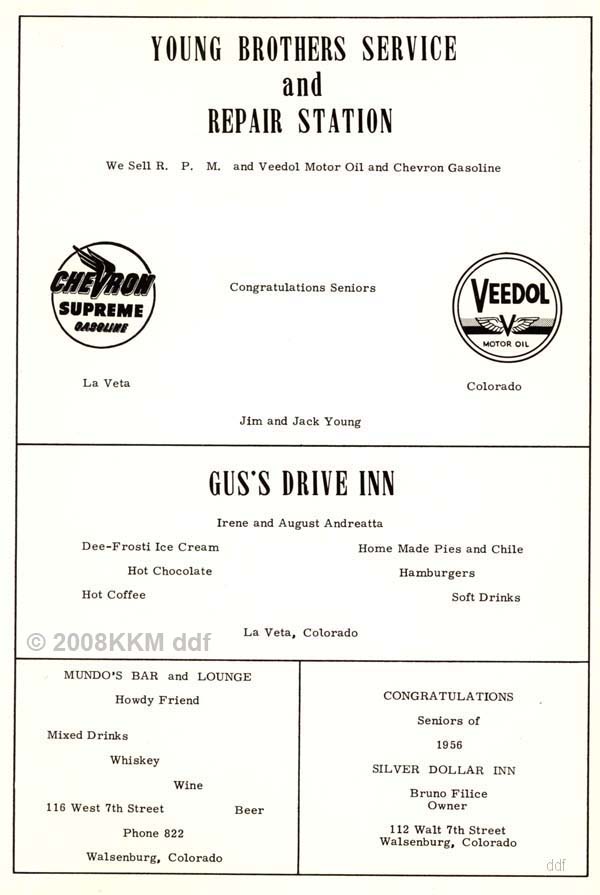 YOUNG BROTHERS SERVICE
and
REPAIR STATION
We Sell R. P. M. and Veedol Motor Oil and Chevron Gasoline
CHEVRON
SUPREME
GASOLINE
Congratulations Seniors
VEEDOL
V
MOTOR OIL
La Veta
Colorado
Jim and Jack Young
GUS'S DRIVE INN
Irene and August Andreatta
Dee-Frosti Ice Cream
Home Made Pies and Chile
Hot Chocolate
Hamburgers
Hot Coffee
Soft Drinks
La Veta, Colorado
© 2008KKM ddf
MUNDO'S BAR and LOUNGE
Howdy Friend
Mixed Drinks
Whiskey
Wine
116 West 7th Street Beer
Phone 822
Walsenburg, Colorado
CONGRATULATIONS
Seniors of
1956
SILVER DOLLAR INN
Bruno Filice
Owner
112 Walt 7th Street
Walsenburg, Colorado
ddf